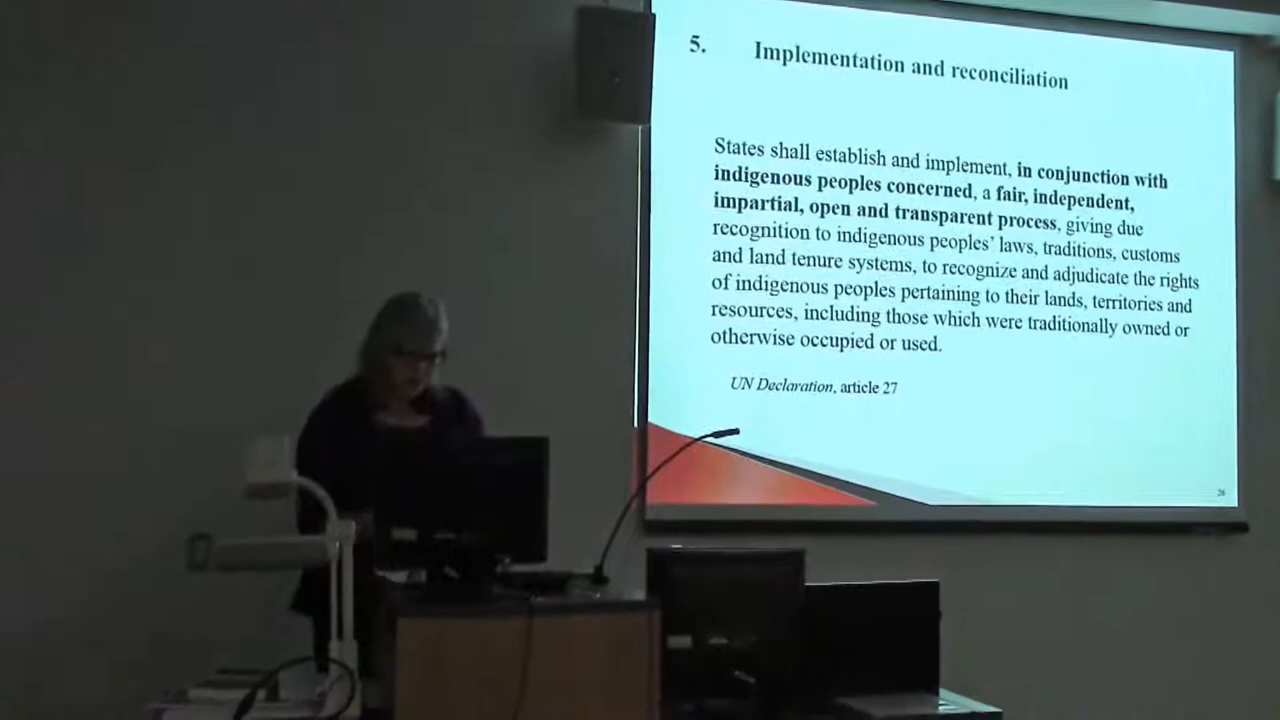 5. Implementation and reconciliation
States shall establish and implement, in conjunction with
indigenous peoples concerned, a fair, independent,
impartial, open and transparent process, giving due
recognition to indigenous peoples’ laws, traditions, customs
and land tenure systems, to recognize and adjudicate the rights
of indigenous peoples pertaining to their lands, territories and
resources, including those which were traditionally owned or
otherwise occupied or used.
UN Declaration, article 27